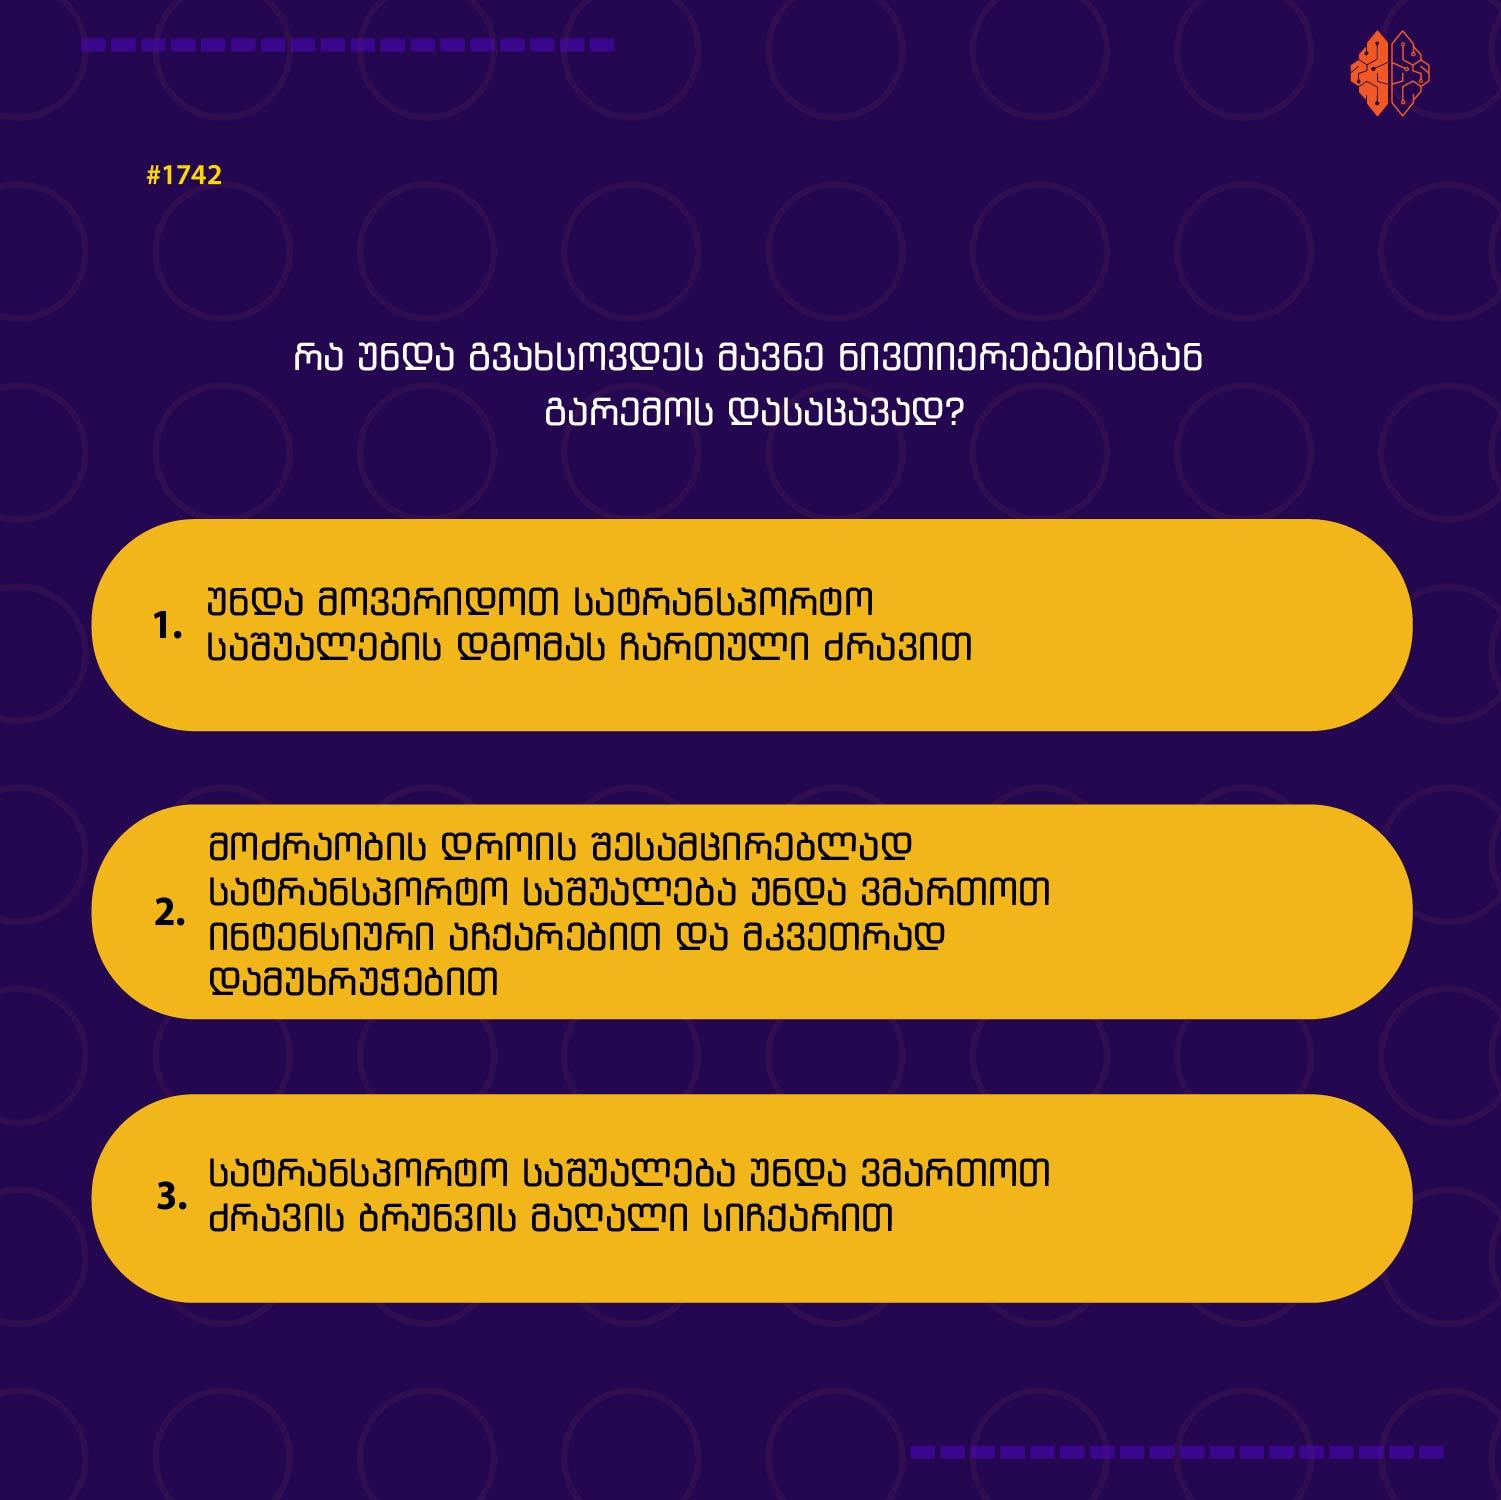 #1742
რა უნდა გვახსოვდეს მავნე ნივთიერებებისგან
გარემოს დასაცავად?
1. უნდა მოვერიდოთ სატრანსპორტო
საშუალების დგომას ჩართული ძრავით
2. მოძრაობის დროის შესამცირებლად
სატრანსპორტო საშუალება უნდა ვმართოთ
ინტენსიური აჩქარებით და მკვეთრად
დამუხრუჭებით
3. სატრანსპორტო საშუალება უნდა ვმართოთ
ძრავის ბრუნვის მაღალი სიჩქარით